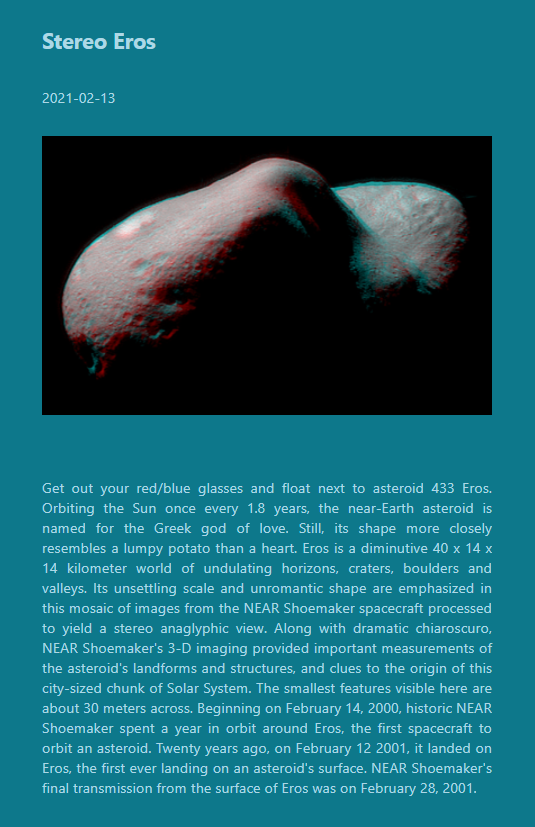 Stereo Eros
2021-02-13
Get out your red/blue glasses and float next to asteroid 433 Eros.
Orbiting the Sun once every 1.8 years, the near-Earth asteroid is
named for the Greek god of love. Still, its shape more closely
resembles a lumpy potato than a heart. Eros is a diminutive 40 x 14 x
14 kilometer world of undulating horizons, craters, boulders and
valleys. Its unsettling scale and unromantic shape are emphasized in
this mosaic of images from the NEAR Shoemaker spacecraft processed
to yield a stereo anaglyphic view. Along with dramatic chiaroscuro,
NEAR Shoemaker's 3-D imaging provided important measurements of
the asteroid's landforms and structures, and clues to the origin of this
city-sized chunk of Solar System. The smallest features visible here are
about 30 meters across. Beginning on February 14, 2000, historic NEAR
Shoemaker spent a year in orbit around Eros, the first spacecraft to
orbit an asteroid. Twenty years ago, on February 12 2001, it landed on
Eros, the first ever landing on an asteroid's surface. NEAR Shoemaker's
final transmission from the surface of Eros was on February 28, 2001.